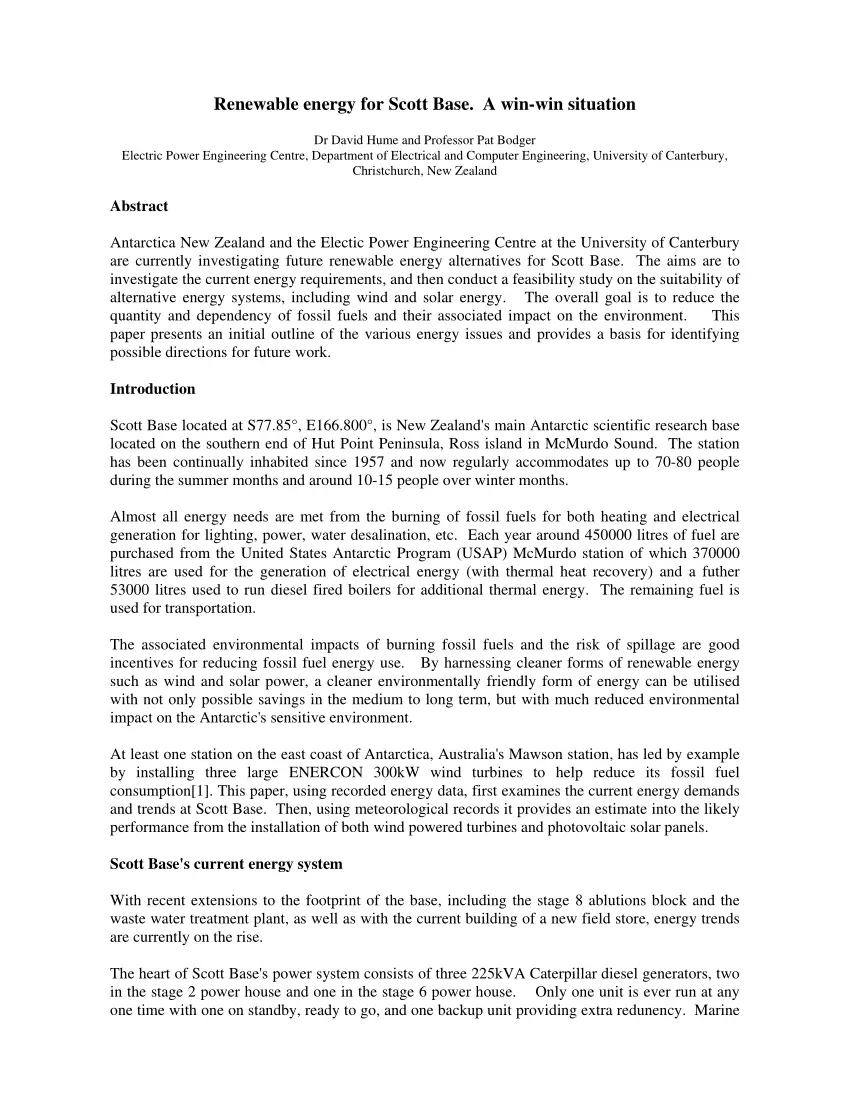 Renewable energy for Scott Base.  A win-win situation
Dr David Hume and Professor Pat Bodger
Electric Power Engineering Centre, Department of Electrical and Computer Engineering, University of Canterbury,
Christchurch, New Zealand
Abstract
Antarctica New Zealand and the Electic Power Engineering Centre at the University of Canterbury
are currently investigating future renewable energy alternatives for Scott Base.  The aims are to
investigate the current energy requirements, and then conduct a feasibility study on the suitability of
alternative energy systems, including wind and solar energy.   The overall goal is to reduce the
quantity and dependency of fossil fuels and their associated impact on the environment.   This
paper presents an initial outline of the various energy issues and provides a basis for identifying
possible directions for future work.
Introduction
Scott Base located at S77.85°, E166.800°, is New Zealand's main Antarctic scientific research base
located on the southern end of Hut Point Peninsula, Ross island in McMurdo Sound.  The station
has been continually inhabited since 1957 and now regularly accommodates up to 70-80 people
during the summer months and around 10-15 people over winter months.
Almost all energy needs are met from the burning of fossil fuels for both heating and electrical
generation for lighting, power, water desalination, etc.  Each year around 450000 litres of fuel are
purchased from the United States Antarctic Program (USAP) McMurdo station of which 370000
litres are used for the generation of electrical energy (with thermal heat recovery) and a futher
53000 litres used to run diesel fired boilers for additional thermal energy.  The remaining fuel is
used for transportation.
The associated environmental impacts of burning fossil fuels and the risk of spillage are good
incentives for reducing fossil fuel energy use.   By harnessing cleaner forms of renewable energy
such as wind and solar power, a cleaner environmentally friendly form of energy can be utilised
with not only possible savings in the medium to long term, but with much reduced environmental
impact on the Antarctic's sensitive environment.
At least one station on the east coast of Antarctica, Australia's Mawson station, has led by example
by installing three large ENERCON 300kW wind turbines to help reduce its fossil fuel
consumption[1]. This paper, using recorded energy data, first examines the current energy demands
and trends at Scott Base.  Then, using meteorological records it provides an estimate into the likely
performance from the installation of both wind powered turbines and photovoltaic solar panels.
Scott Base's current energy system
With recent extensions to the footprint of the base, including the stage 8 ablutions block and the
waste water treatment plant, as well as with the current building of a new field store, energy trends
are currently on the rise.
The heart of Scott Base's power system consists of three 225kVA Caterpillar diesel generators, two
in the stage 2 power house and one in the stage 6 power house.   Only one unit is ever run at any
one time with one on standby, ready to go, and one backup unit providing extra redunency.  Marine